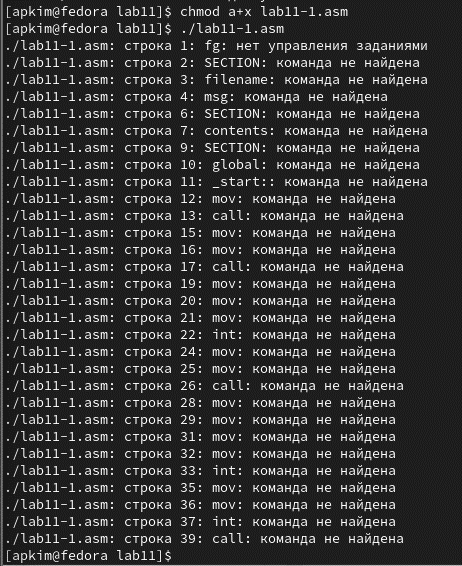 [apkim@fedora lab11]$ chmod a+x lab11-1.asm
[apkim@fedora lab11]$ ./lab11-1.asm
./lab11-1.asm: строка 1: fg: нет управления заданиями
./lab11-1.asm: строка 2: SECTION: команда не найдена
./lab11-1.asm: строка 3: filename: команда не найдена
./lab11-1.asm: строка 4: msg: команда не найдена
./lab11-1.asm: строка 6: SECTION: команда не найдена
./lab11-1.asm: строка 7: contents: команда не найдена
./lab11-1.asm: строка 9: SECTION: команда не найдена
./lab11-1.asm: строка 10: global: команда не найдена
./lab11-1.asm: строка 11: _start:: команда не найдена
./lab11-1.asm: строка 12: mov: команда не найдена
./lab11-1.asm: строка 13: call: команда не найдена
./lab11-1.asm: строка 15: mov: команда не найдена
./lab11-1.asm: строка 16: mov: команда не найдена
./lab11-1.asm: строка 17: call: команда не найдена
./lab11-1.asm: строка 19: mov: команда не найдена
./lab11-1.asm: строка 20: mov: команда не найдена
./lab11-1.asm: строка 21: mov: команда не найдена
./lab11-1.asm: строка 22: int: команда не найдена
./lab11-1.asm: строка 24: mov: команда не найдена
./lab11-1.asm: строка 25: mov: команда не найдена
./lab11-1.asm: строка 26: call: команда не найдена
./lab11-1.asm: строка 28: mov: команда не найдена
./lab11-1.asm: строка 29: mov: команда не найдена
./lab11-1.asm: строка 31: mov: команда не найдена
./lab11-1.asm: строка 32: mov: команда не найдена
./lab11-1.asm: строка 33: int: команда не найдена
./lab11-1.asm: строка 35: mov: команда не найдена
./lab11-1.asm: строка 36: mov: команда не найдена
./lab11-1.asm: строка 37: int: команда не найдена
./lab11-1.asm: строка 39: call: команда не найдена
[apkim@fedora lab11]$